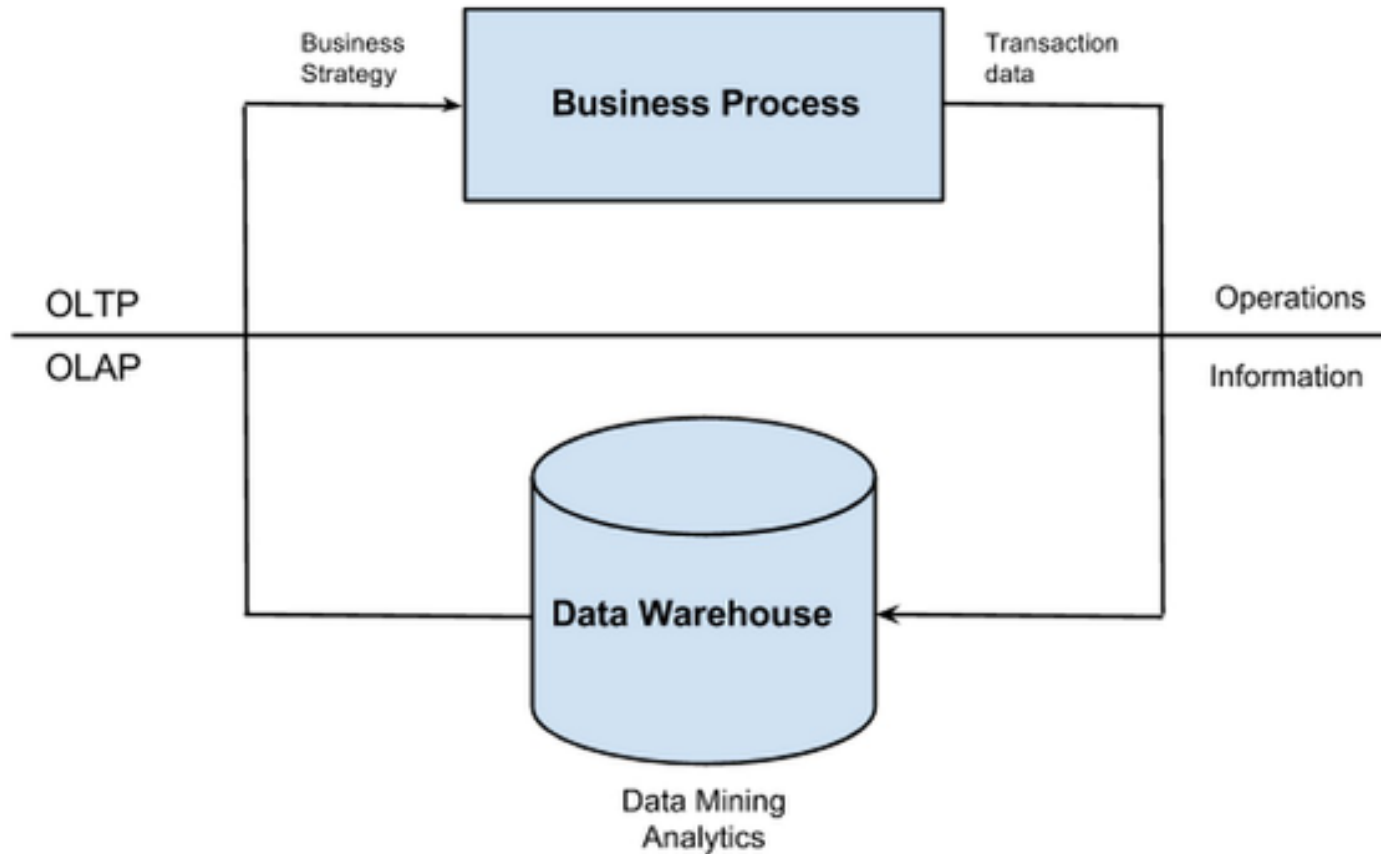 Business
Strategy
Business Process
Transaction
data
OLTP
Operations
OLAP
Information
Data Warehouse
Data Mining
Analytics